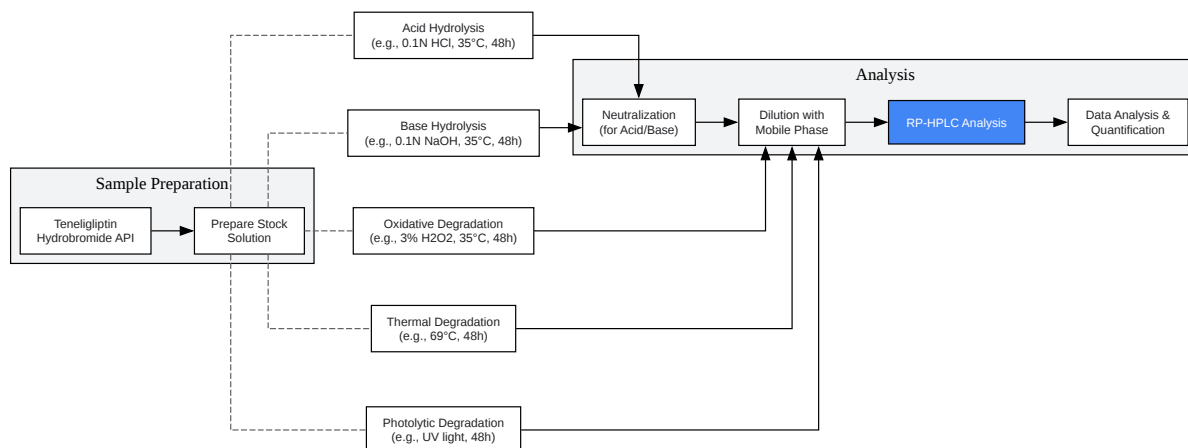 Acid Hydrolysis
(e.g., 0.1N HCl, 35°C, 48h)
Analysis
Base Hydrolysis
(e.g., 0.1N NaOH, 35°C, 48h)
Neutralization
(for Acid/Base)
Dilution with
Mobile Phase
RP-HPLC Analysis
Data Analysis &
Quantification
Sample Preparation
Teneligliptin
Hydrobromide API
Prepare Stock
Solution
Oxidative Degradation
(e.g., 3% H2O2, 35°C, 48h)
Thermal Degradation
(e.g., 69°C, 48h)
Photolytic Degradation
(e.g., UV light, 48h)